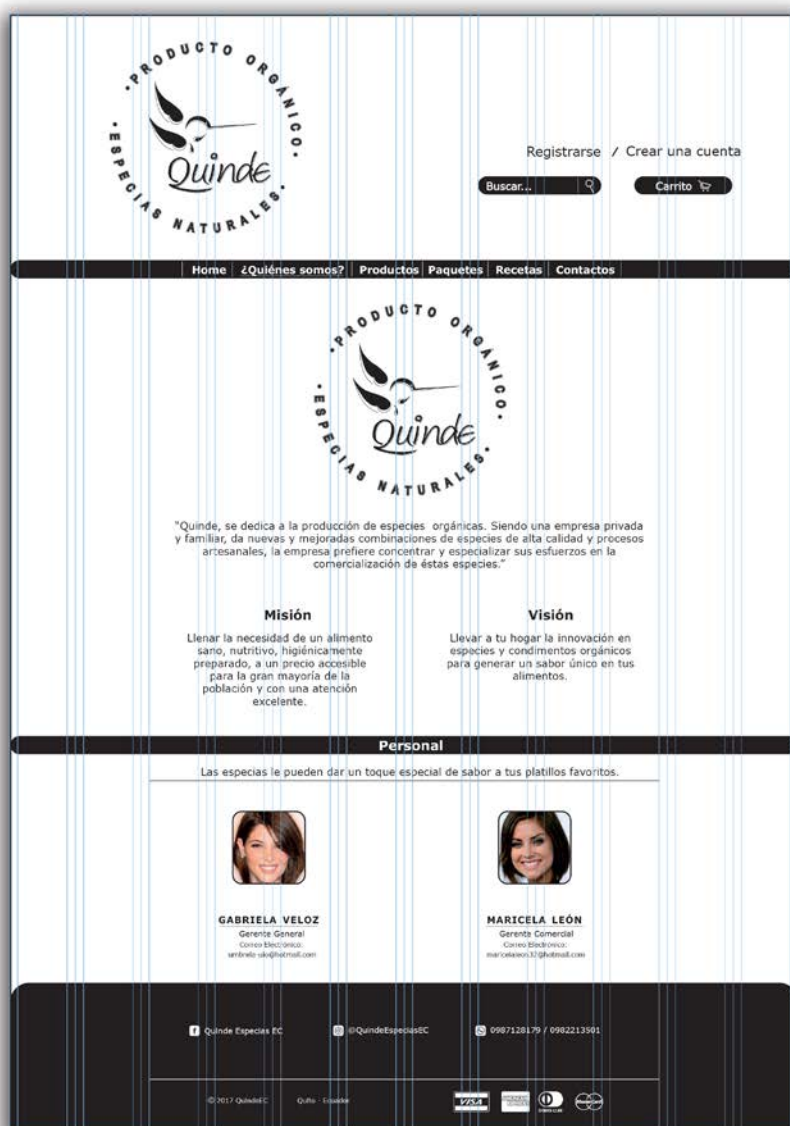 PRODUCTO ORGÁNICO
Quinde
ESPECIAS NATURALES
Registrarse / Crear una cuenta
Buscar...
Carrito
Home ¿Quiénes somos? Productos Paquetes Recetas Contactos
PRODUCTO ORGÁNICO
Quinde
ESPECIAS NATURALES
"Quinde, se dedica a la producción de especies orgánicas. Siendo una empresa privada
y familiar, da nuevas y mejoradas combinaciones de especies de alta calidad y procesos
artesanales, la empresa prefiere concentrar y especializar sus esfuerzos en la
comercialización de éstas especies."
Misión
Llenar la necesidad de un alimento
sano, nutritivo, higiénicamente
preparado, a un precio accesible
para la gran mayoría de la
población y con una atención
excelente.
Visión
Llevar a tu hogar la innovación en
especies y condimentos orgánicos
para generar un sabor único en tus
alimentos.
Personal
Las especias le pueden dar un toque especial de sabor a tus platillos favoritos.
GABRIELA VELOZ
Gerente General
Correo Electrónico:
MARICELA LEÓN
Gerente Comercial
Correo Electrónico:
maricelaleon37@hotmail.com
Quinde Especias EC
@QuindeEspeciasEC
0987128179 / 0982213501
© 2017 QuindeEC
Quito - Ecuador
VISA
AMERICAN EXPRESS
MasterCard